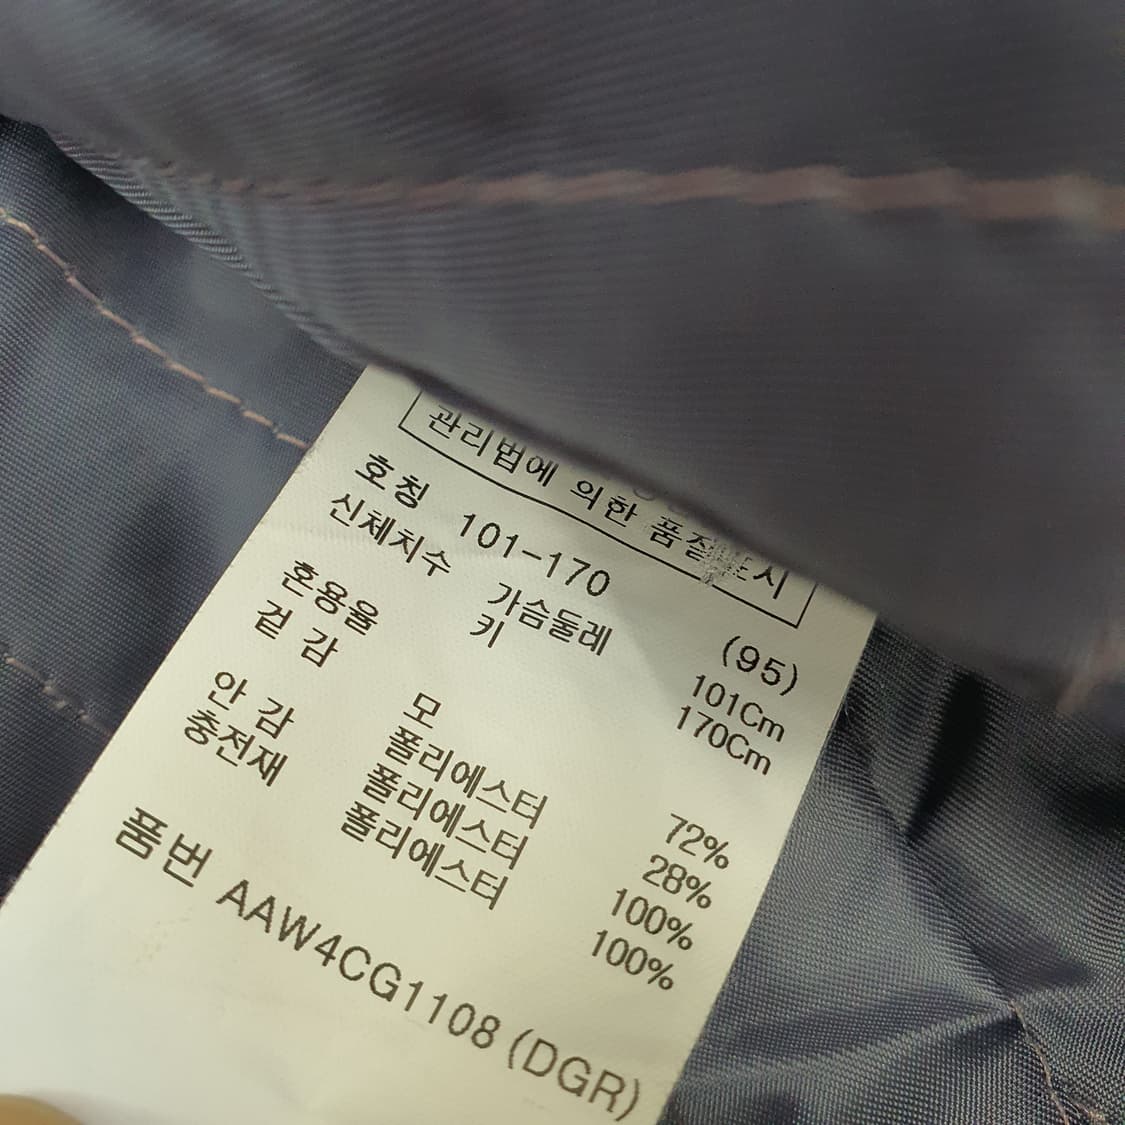 관리법에 의한 품질표시
호칭 101-170 (95)
신체치수 가슴둘레 101Cm
키 170Cm
혼용율
겉 감 모 72%
폴리에스터 28%
안 감 폴리에스터 100%
충전재 폴리에스터 100%
품번 AAW4CG1108 (DGR)